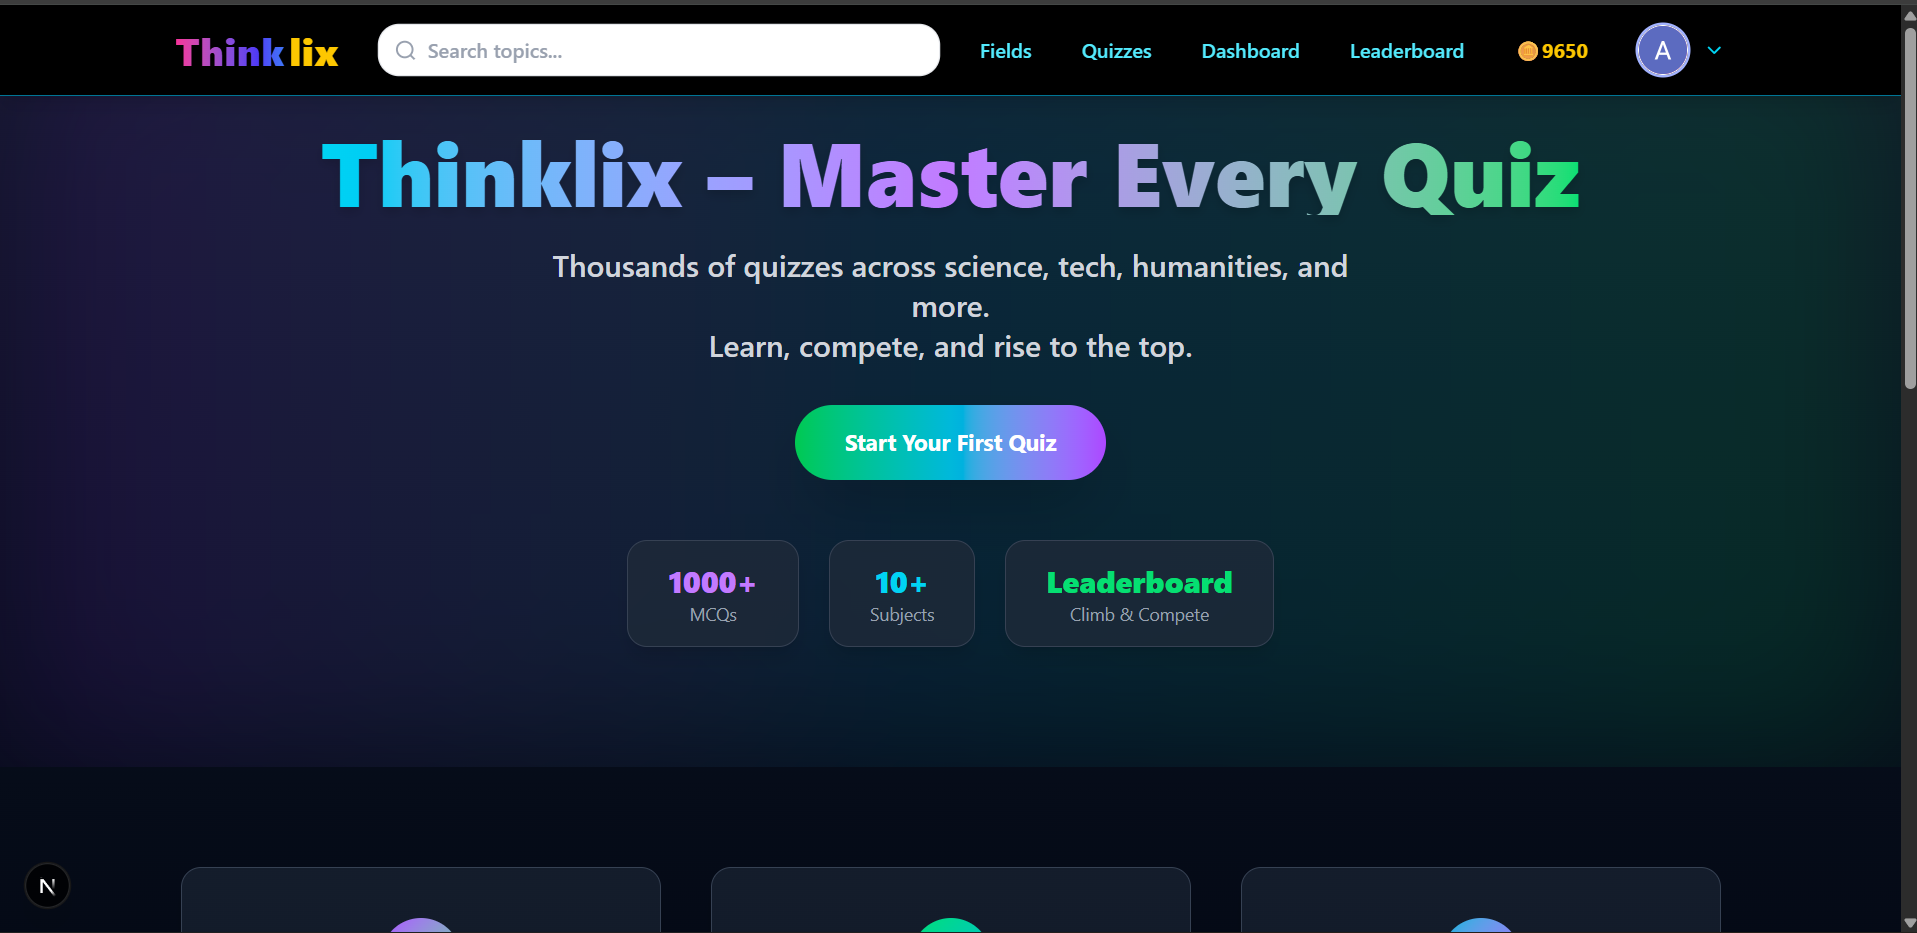 Thinklix
Search topics...
Fields
Quizzes
Dashboard
Leaderboard
9650
A
Thinklix – Master Every Quiz
Thousands of quizzes across science, tech, humanities, and
more.
Learn, compete, and rise to the top.
Start Your First Quiz
1000+
MCQs
10+
Subjects
Leaderboard
Climb & Compete
N